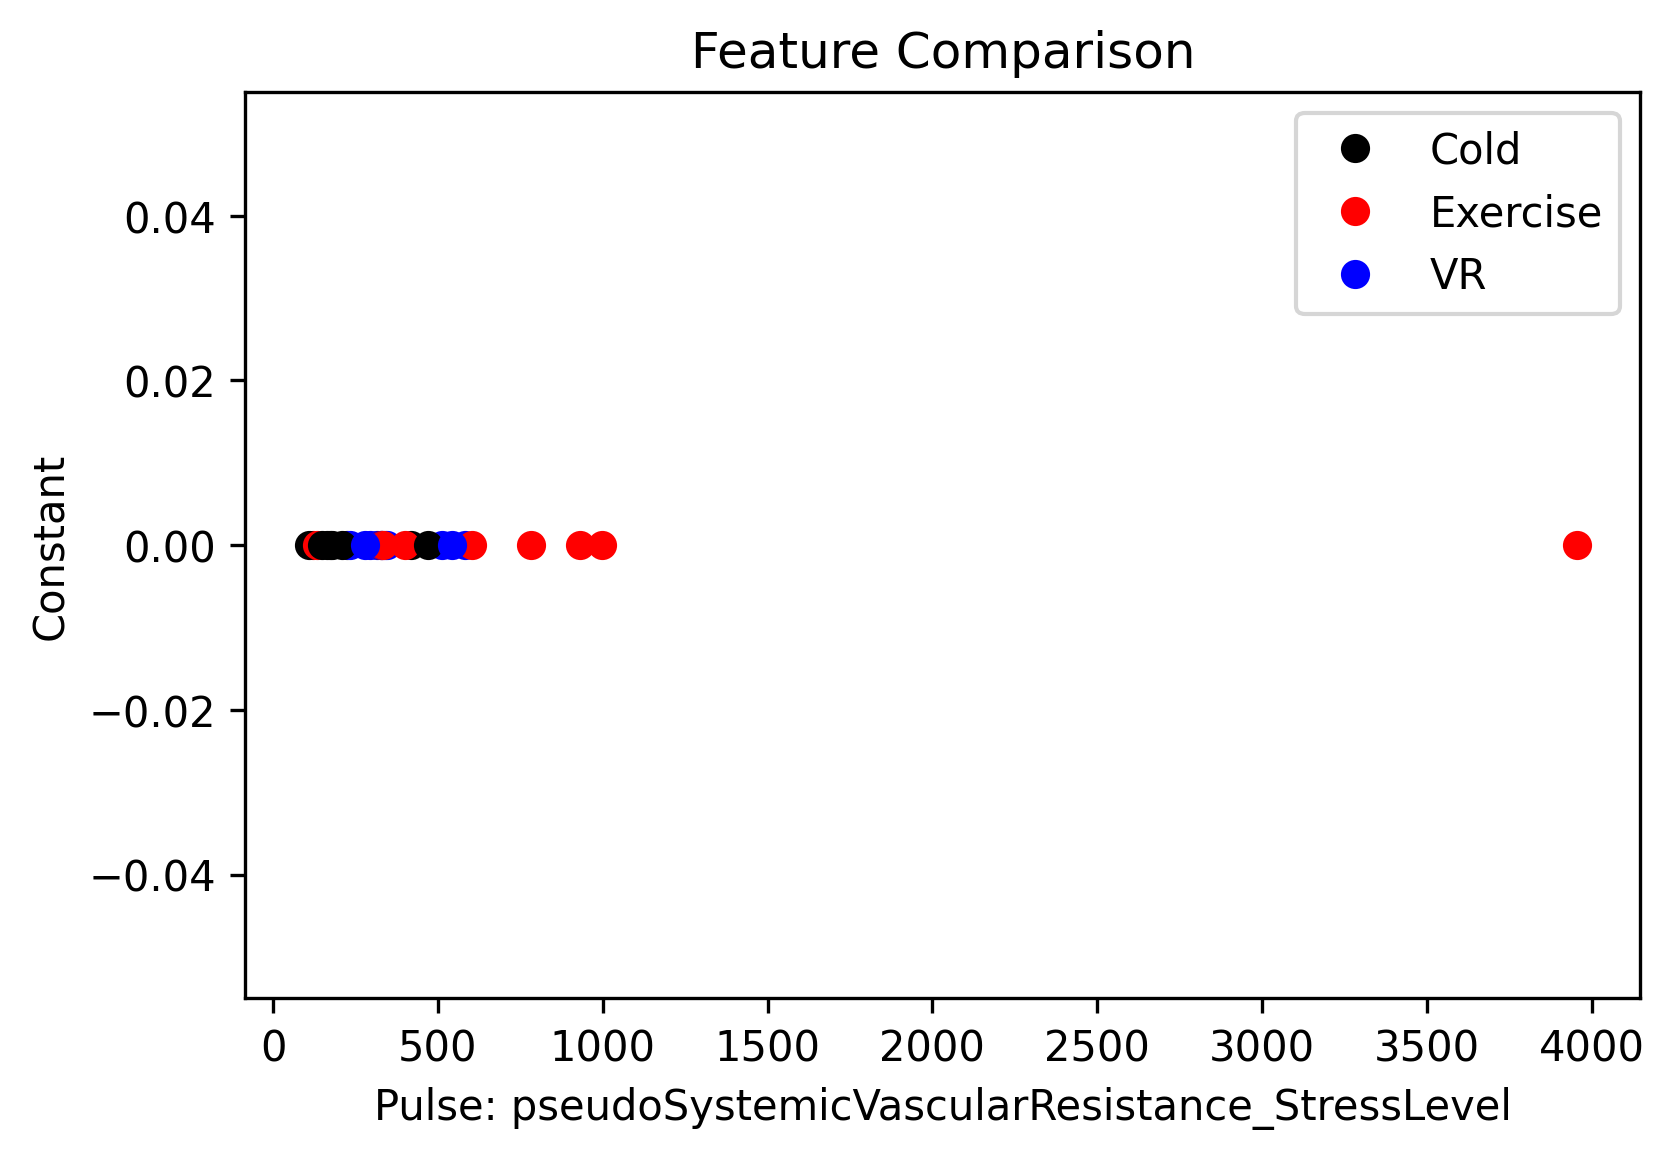 Feature Comparison
Cold
Exercise
VR
0.04
0.02
0.00
−0.02
−0.04
Constant
0 500 1000 1500 2000 2500 3000 3500 4000
Pulse: pseudoSystemicVascularResistance_StressLevel